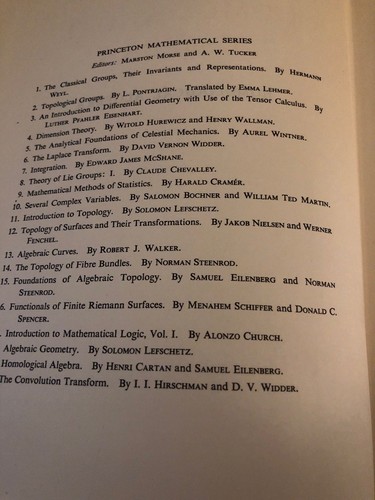 PRINCETON MATHEMATICAL SERIES
Editors: MARSTON MORSE and A. W. TUCKER
1. The Classical Groups, Their Invariants and Representations. By HERMANN
WEYL.
2. Topological Groups. By L. PONTRJAGIN. Translated by EMMA LEHMER.
3. An Introduction to Differential Geometry with Use of the Tensor Calculus. By
LUTHER PFAHLER EISENHART.
4. Dimension Theory. By WITOLD HUREWICZ and HENRY WALLMAN.
5. The Analytical Foundations of Celestial Mechanics. By AUREL WINTNER.
6. The Laplace Transform. By DAVID VERNON WIDDER.
7. Integration. By EDWARD JAMES MCSHANE.
8. Theory of Lie Groups: I. By CLAUDE CHEVALLEY.
9. Mathematical Methods of Statistics. By HARALD CRAMÉR.
10. Several Complex Variables. By SALOMON BOCHNER and WILLIAM TED MARTIN.
11. Introduction to Topology. By SOLOMON LEFSCHETZ.
12. Topology of Surfaces and Their Transformations. By JAKOB NIELSEN and WERNER
FENCHEL.
13. Algebraic Curves. By ROBERT J. WALKER.
14. The Topology of Fibre Bundles. By NORMAN STEENROD.
15. Foundations of Algebraic Topology. By SAMUEL EILENBERG and NORMAN
STEENROD.
6. Functionals of Finite Riemann Surfaces. By MENAHEM SCHIFFER and DONALD C.
SPENCER.
. Introduction to Mathematical Logic, Vol. I. By ALONZO CHURCH.
Algebraic Geometry. By SOLOMON LEFSCHETZ.
Homological Algebra. By HENRI CARTAN and SAMUEL EILENBERG.
The Convolution Transform. By I. I. HIRSCHMAN and D. V. WIDDER.